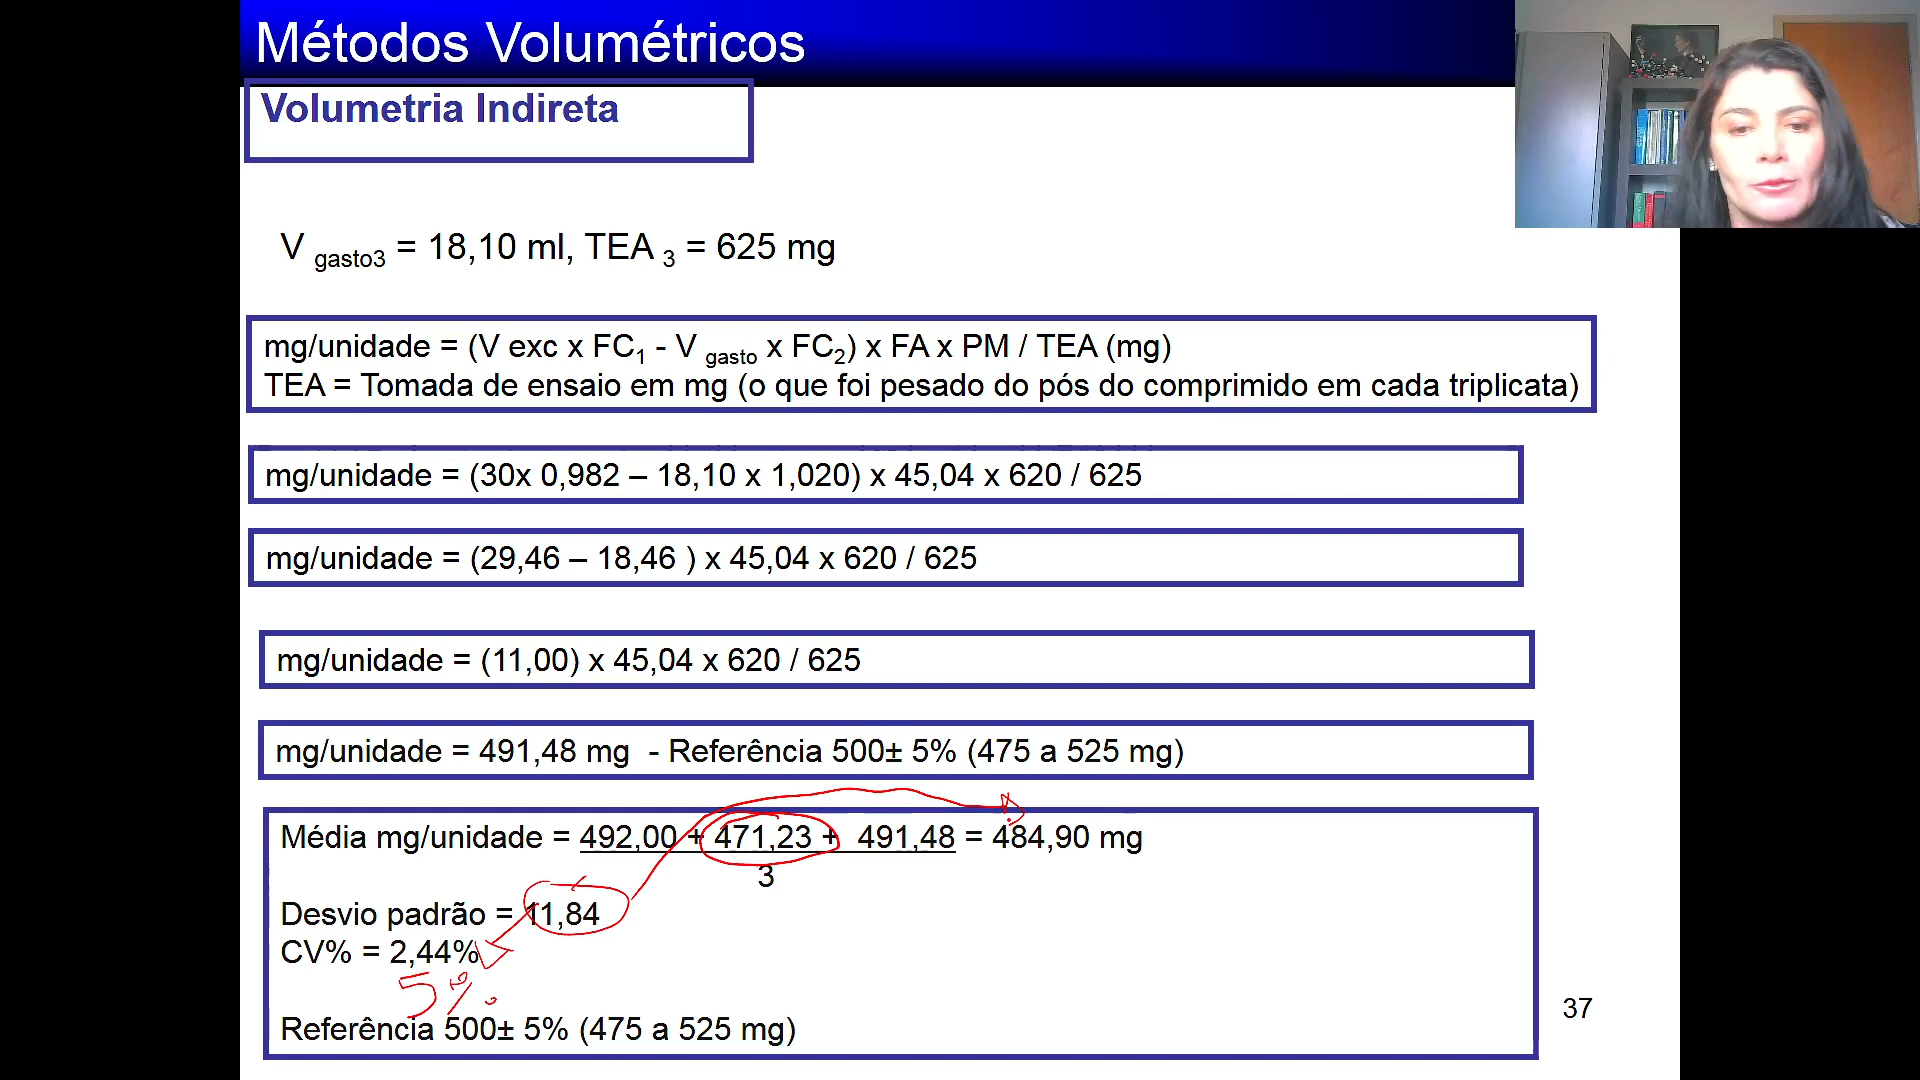 Métodos Volumétricos
Volumetria Indireta
V gasto3 = 18,10 ml, TEA 3 = 625 mg
mg/unidade = (V exc x FC1 - V gasto x FC2) x FA x PM / TEA (mg)
TEA = Tomada de ensaio em mg (o que foi pesado do pós do comprimido em cada triplicata)
mg/unidade = (30x 0,982 – 18,10 x 1,020) x 45,04 x 620 / 625
mg/unidade = (29,46 – 18,46 ) x 45,04 x 620 / 625
mg/unidade = (11,00) x 45,04 x 620 / 625
mg/unidade = 491,48 mg - Referência 500± 5% (475 a 525 mg)
Média mg/unidade = 492,00 + 471,23 + 491,48 = 484,90 mg
3
Desvio padrão = 11,84
CV% = 2,44%
5%
Referência 500± 5% (475 a 525 mg)
37